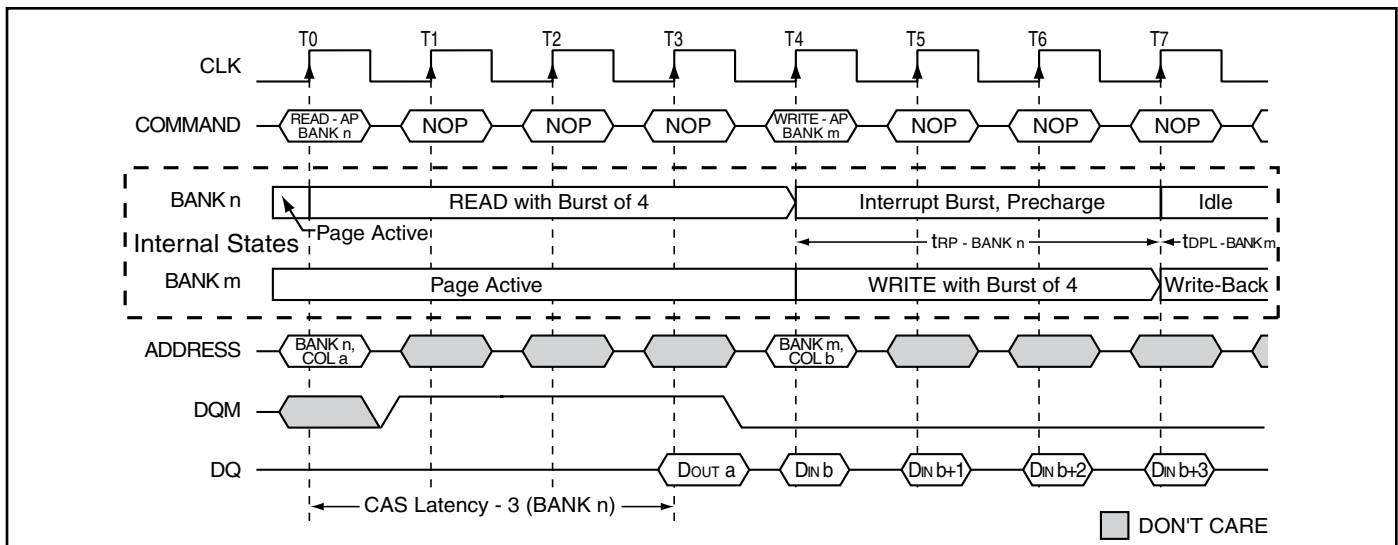 T0 T1 T2 T3 T4 T5 T6 T7
CLK
COMMAND READ - AP BANK n NOP NOP NOP WRITE - AP BANK m NOP NOP NOP
BANK n READ with Burst of 4 Interrupt Burst, Precharge Idle
Internal States Page Active tRP - BANK n tDPL - BANK m
BANK m Page Active WRITE with Burst of 4 Write-Back
ADDRESS BANK n, COL a BANK m, COL b
DQM
DQ DOUT a DIN b DIN b+1 DIN b+2 DIN b+3
CAS Latency - 3 (BANK n)
DON'T CARE